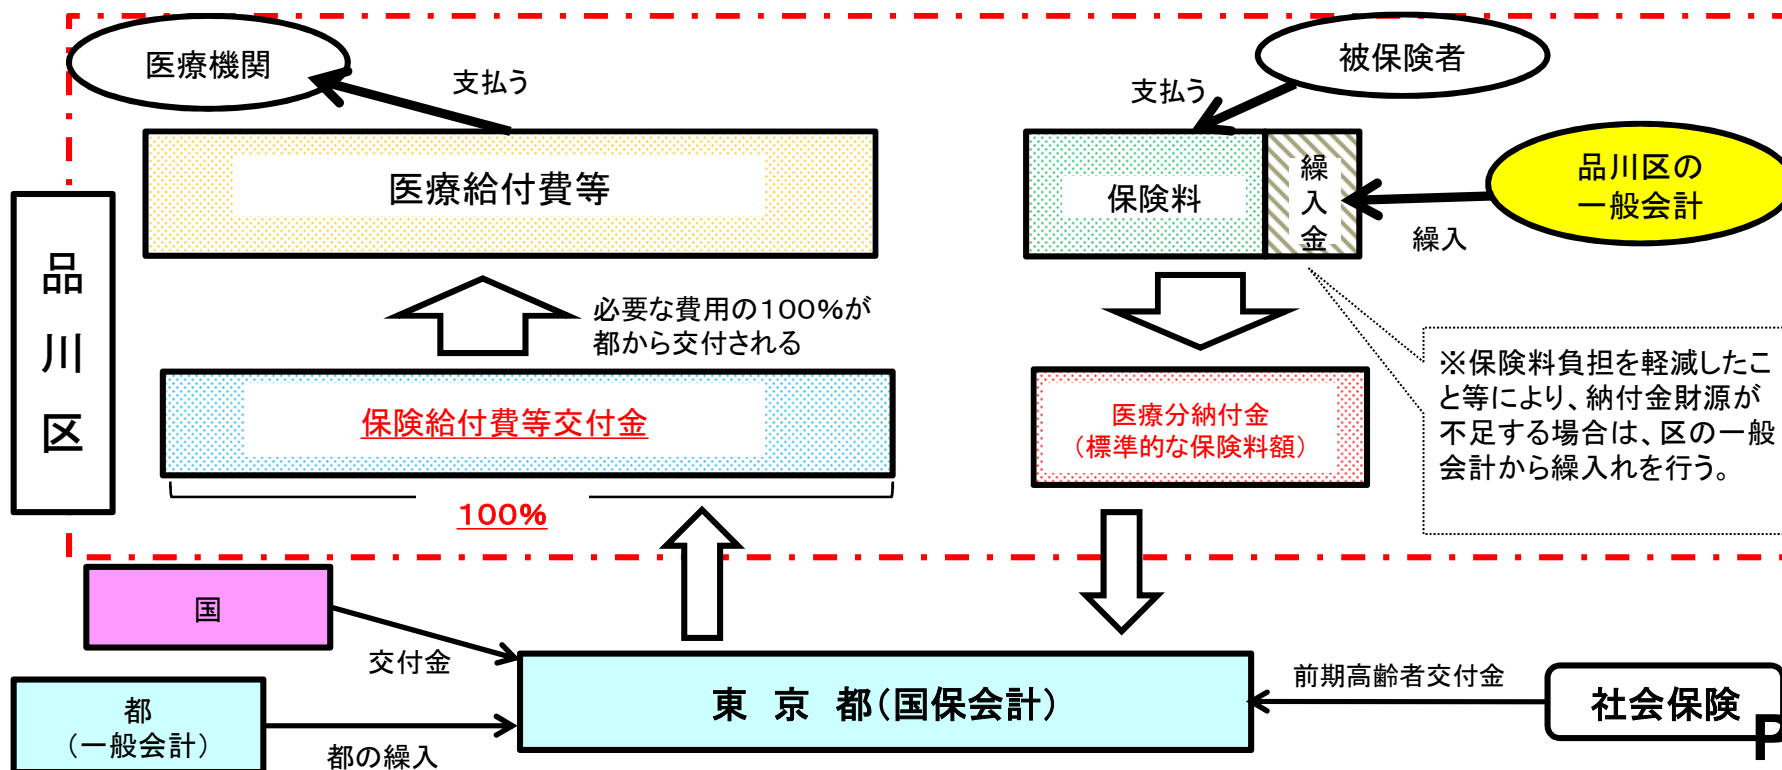 医療機関
支払う
被保険者
支払う
医療給付費等
保険料
繰入金
品川区の
一般会計
繰入
品川区
必要な費用の100%が
都から交付される
※保険料負担を軽減したこ
と等により、納付金財源が
不足する場合は、区の一般
会計から繰入れを行う。
保険給付費等交付金
医療分納付金
(標準的な保険料額)
100%
国
交付金
都
(一般会計)
都の繰入
東 京 都(国保会計)
前期高齢者交付金
社会保険
P